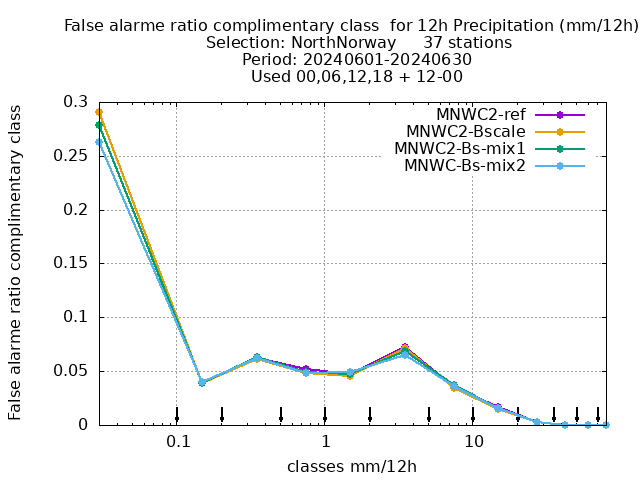 False alarme ratio complimentary class  for 12h Precipitation (mm/12h)
Selection: NorthNorway     37 stations
Period: 20240601-20240630
Used 00,06,12,18 + 12-00
False alarme ratio complimentary class
0.3
0.25
0.2
0.15
0.1
0.05
0
MNWC2-ref
MNWC2-Bscale
MNWC2-Bs-mix1
MNWC-Bs-mix2
0.1
1
10
classes mm/12h